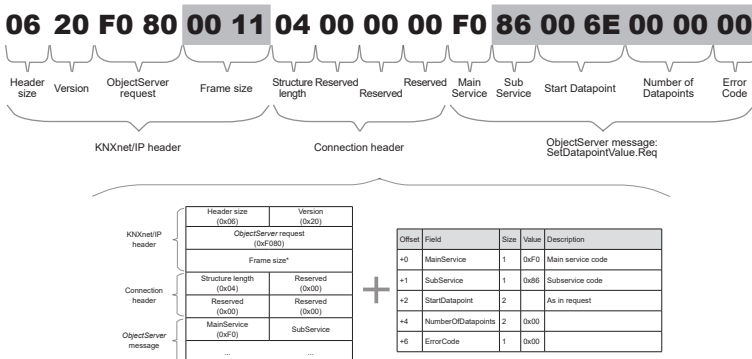 06 20 F0 80 00 11 04 00 00 00 F0 86 00 6E 00 00 00
Header size
Version
ObjectServer request
Frame size
Structure length
Reserved
Reserved
Reserved
Main Service
Sub Service
Start Datapoint
Number of Datapoints
Error Code
KNXnet/IP header
Connection header
ObjectServer message: SetDatapointValue.Req
KNXnet/IP header
Header size (0x06)
Version (0x20)
ObjectServer request (0xF080)
Frame size*
Connection header
Structure length (0x04)
Reserved (0x00)
Reserved (0x00)
Reserved (0x00)
ObjectServer message
MainService (0xF0)
SubService
...
...
+
Offset Field Size Value Description
+0 MainService 1 0xF0 Main service code
+1 SubService 1 0x86 Subservice code
+2 StartDatapoint 2 As in request
+4 NumberOfDatapoints 2 0x00
+6 ErrorCode 1 0x00